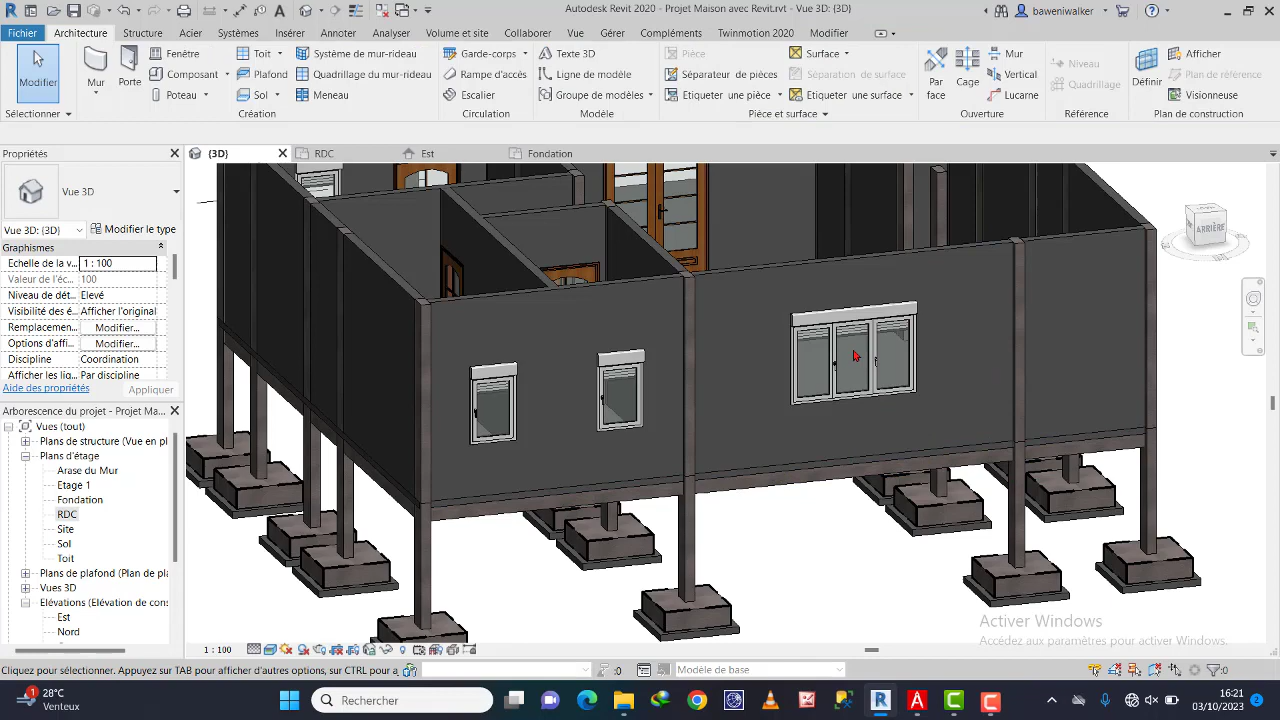 Autodesk Revit 2020 - Projet Maison avec Revit.rvt - Vue 3D: {3D}
baweniwalker
Fichier Architecture Structure Acier Systèmes Insérer Annoter Analyser Volume et site Collaborer Vue Gérer Compléments Twinmotion 2020 Modifier
Modifier
Mur
Porte
Fenêtre
Composant
Poteau
Toit
Plafond
Sol
Système de mur-rideau
Quadrillage du mur-rideau
Meneau
Garde-corps
Rampe d'accès
Escalier
Texte 3D
Ligne de modèle
Groupe de modèles
Pièce
Séparateur de pièces
Etiqueter une pièce
Surface
Séparation de surface
Etiqueter une surface
Par face
Cage
Mur
Vertical
Lucarne
Définir
Niveau
Quadrillage
Afficher
Plan de référence
Visionneuse
Sélectionner Création Circulation Modèle Pièce et surface Ouverture Référence Plan de construction
Propriétés
{3D} RDC Est Fondation
Vue 3D
Vue 3D: {3D} Modifier le type
Graphismes
Echelle de la v... 1 : 100
Valeur de l'éc... 100
Niveau de dét... Elevé
Visibilité des é... Afficher l'original
Remplacemen... Modifier...
Options d'affi... Modifier...
Discipline Coordination
Afficher les lig... Par discipline
Aide des propriétés Appliquer
Arborescence du projet - Projet Ma...
Vues (tout)
Plans de structure (Vue en pl
Plans d'étage
Arase du Mur
Etage 1
Fondation
RDC
Site
Sol
Toit
Plans de plafond (Plan de pla
Vues 3D
Elévations (Elévation de cons
Est
Nord
ARRIÈRE
Activer Windows
Accédez aux paramètres pour activer Windows.
1 : 100
Cliquez pour sélectionner. Appuyez sur TAB pour afficher d'autres options, sur CTRL pour a
:0
Modèle de base
:0
1
28°C
Venteux
Rechercher
16:21
03/10/2023
2